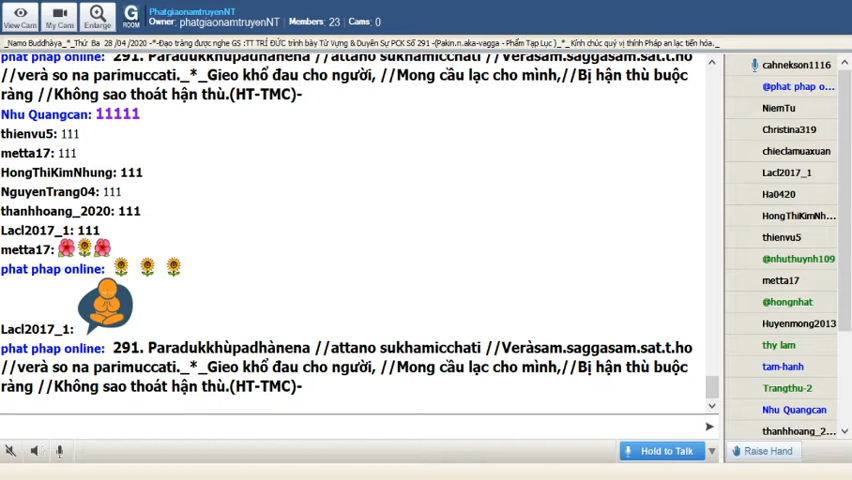 View Cam
My Cam
Enlarge
G
ROOM
PhatgiaonamtruyenNT
Owner: phatgiaonamtruyenNT | Members: 23 | Cams: 0
_Namo Buddhàya_*_Thứ Ba 28 /04 /2020 -*-Đạo tràng được nghe GS :TT TRÍ ĐỨC trình bày Từ Vựng & Duyên Sự PCK Số 291 -(Pakin.n.aka-vagga - Phẩm Tạp Lục )_*_ Kính chúc quý vị thính Pháp an lạc tiến hóa._
phat phap online: 291. Paradukkhùpadhànena //attano sukhamicchati //Veràsam.saggasam.sat.t.ho
//verà so na parimuccati._*_Gieo khổ đau cho người, //Mong cầu lạc cho mình,//Bị hận thù buộc
ràng //Không sao thoát hận thù.(HT-TMC)-
Nhu Quangcan: 11111
thienvu5: 111
metta17: 111
HongThiKimNhung: 111
NguyenTrang04: 111
thanhhoang_2020: 111
Lacl2017_1: 111
metta17:
phat phap online:
Lacl2017_1:
phat phap online: 291. Paradukkhùpadhànena //attano sukhamicchati //Veràsam.saggasam.sat.t.ho
//verà so na parimuccati._*_Gieo khổ đau cho người, //Mong cầu lạc cho mình,//Bị hận thù buộc
ràng //Không sao thoát hận thù.(HT-TMC)-
Hold to Talk
cahnekson1116
@phat phap o...
NiemTu
Christina319
chieclamuaxuan
Lacl2017_1
Ha0420
HongThiKimNh...
thienvu5
@nhuthuynh109
metta17
@hongnhat
Huyenmong2013
thy lam
tam-hanh
Trangthu-2
Nhu Quangcan
thanhhoang_2...
Raise Hand